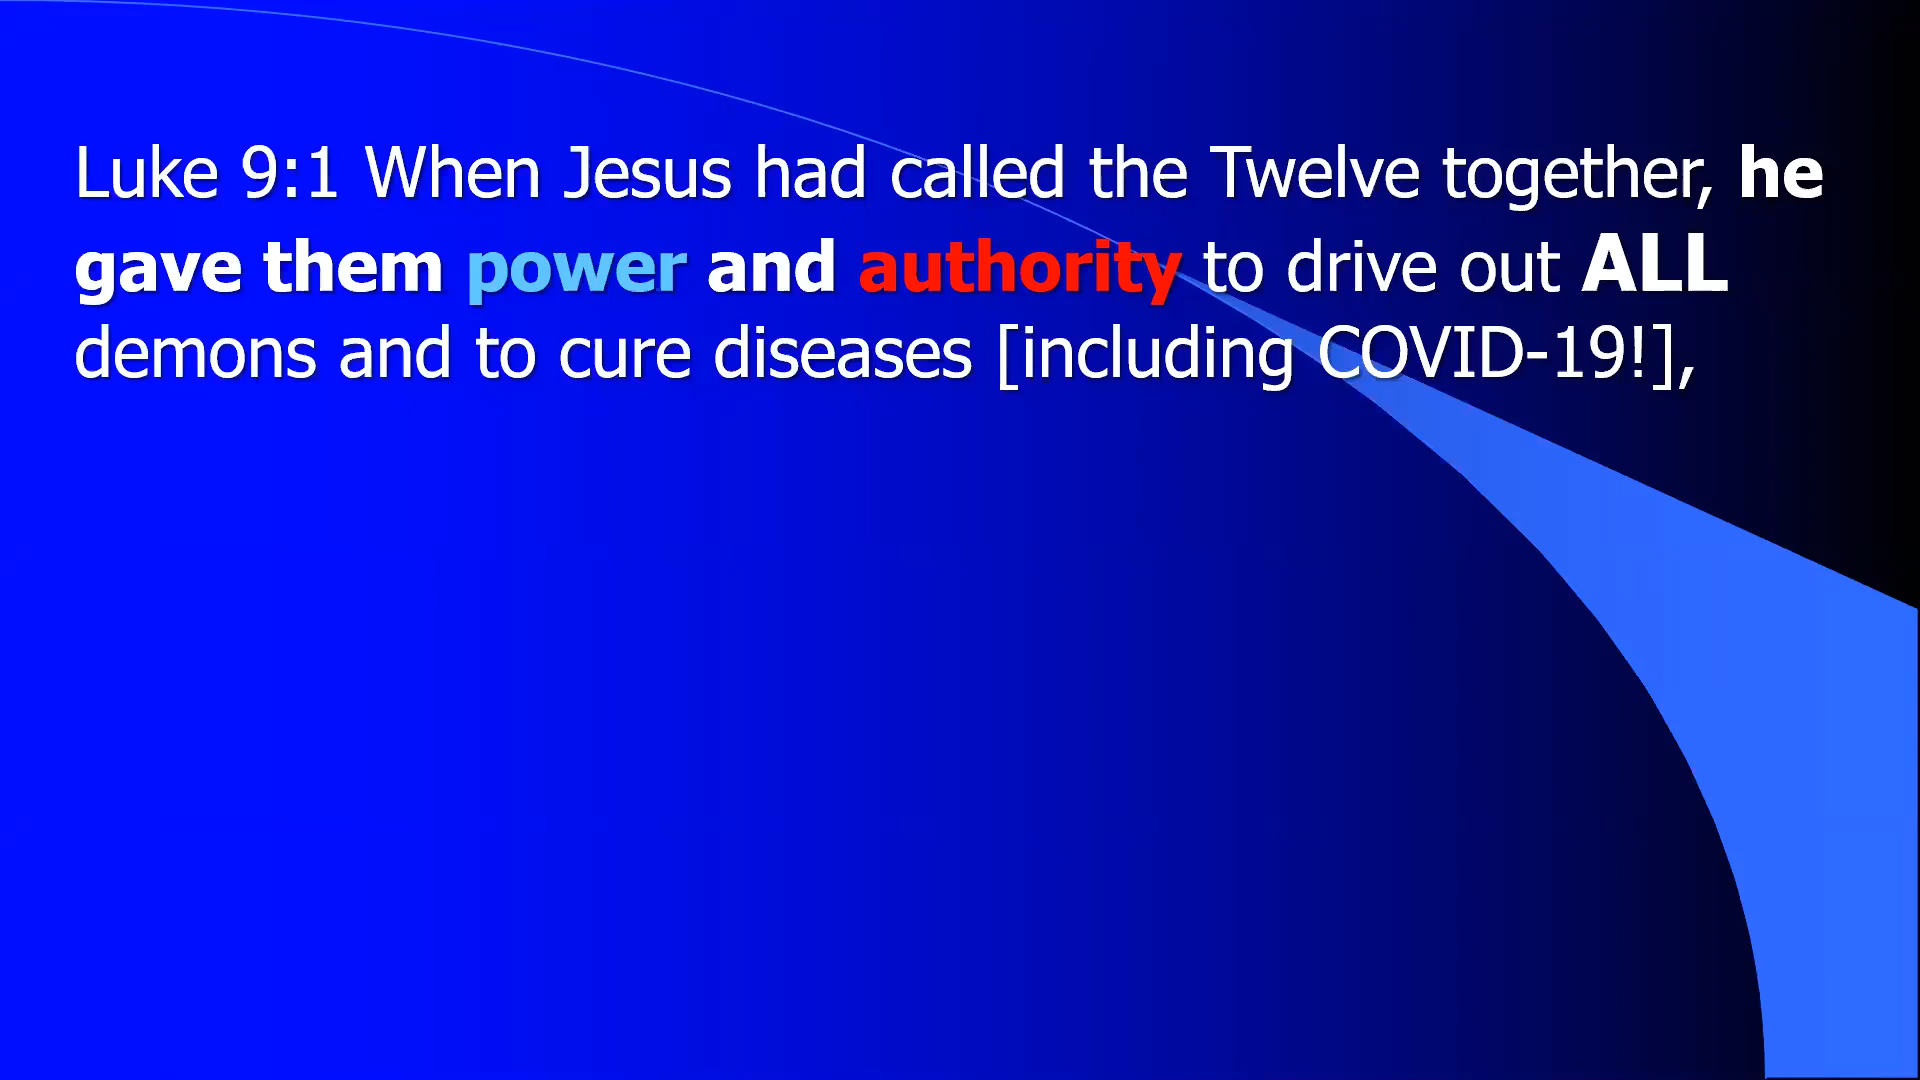 Luke 9:1 When Jesus had called the Twelve together, he
gave them power and authority to drive out ALL
demons and to cure diseases [including COVID-19!],